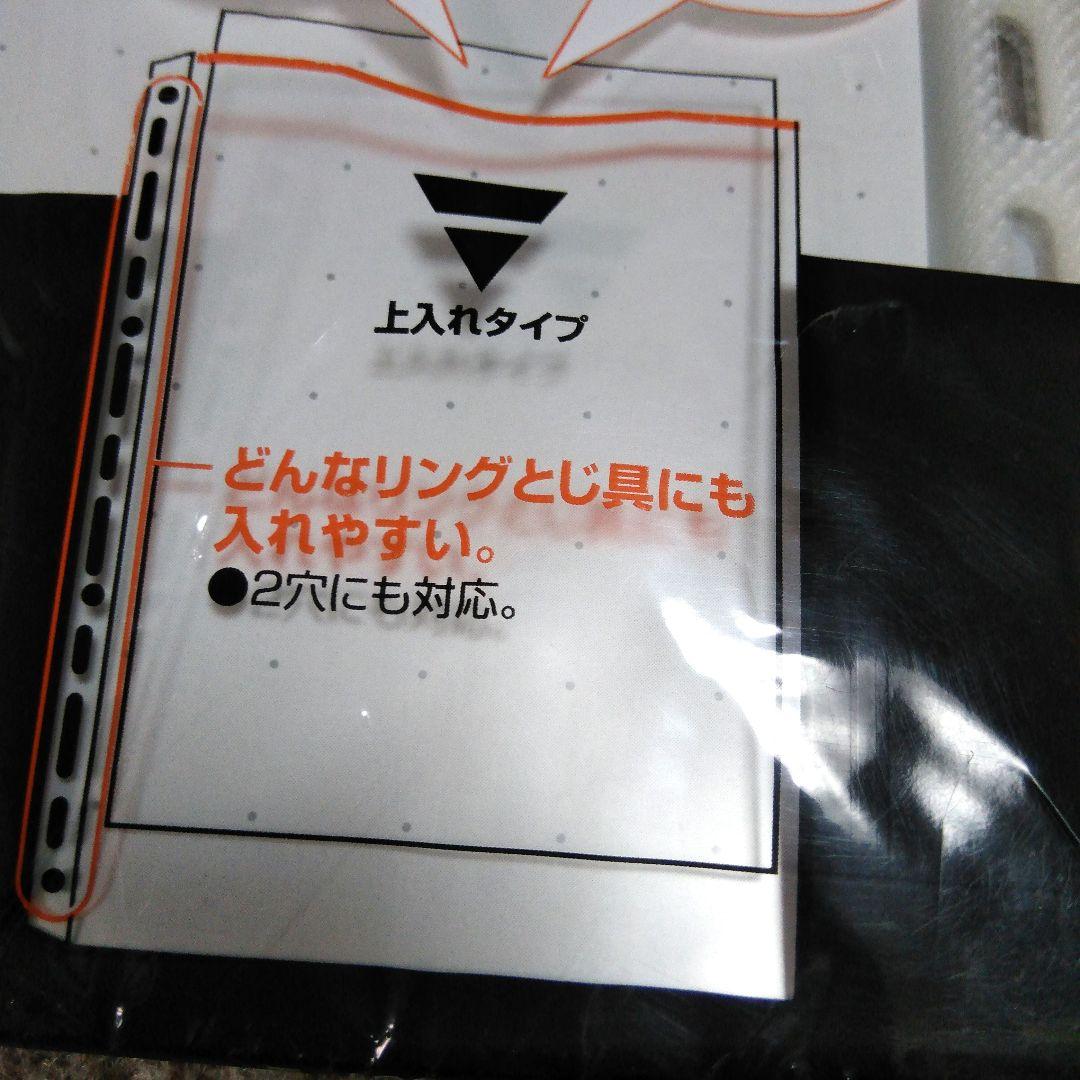 上入れタイプ
どんなリングとじ具にも
入れやすい。
●2穴にも対応。